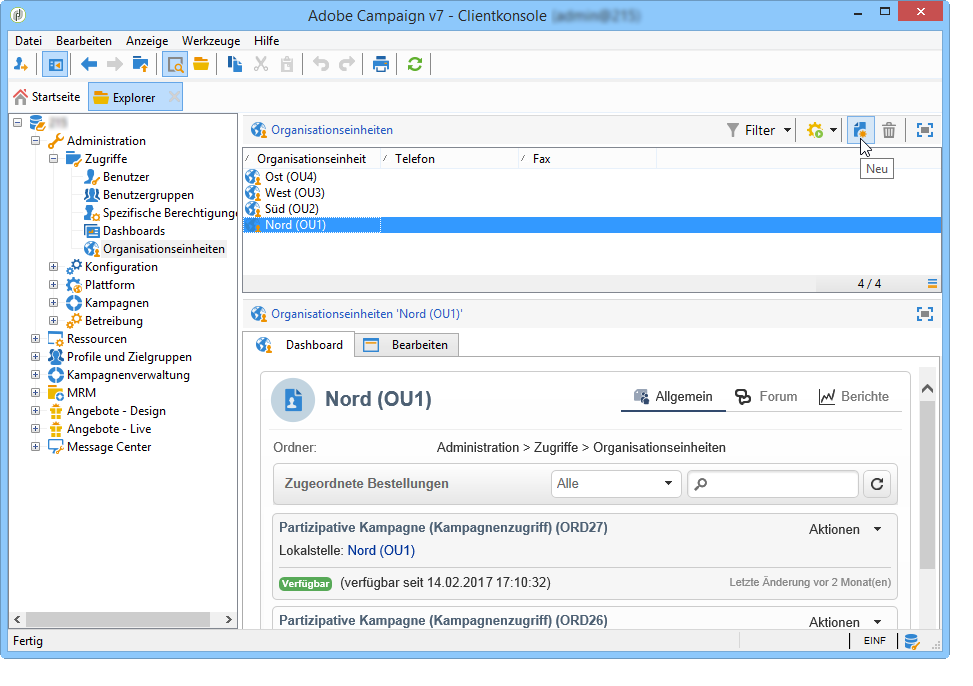 Adobe Campaign v7 - Clientkonsole
Datei Bearbeiten Anzeige Werkzeuge Hilfe
Startseite Explorer
Administration
Zugriffe
Benutzer
Benutzergruppen
Spezifische Berechtigung
Dashboards
Organisationseinheiten
Konfiguration
Plattform
Kampagnen
Betreibung
Ressourcen
Profile und Zielgruppen
Kampagnenverwaltung
MRM
Angebote - Design
Angebote - Live
Message Center
Organisationseinheiten Filter
Neu
Organisationseinheit Telefon Fax
Ost (OU4)
West (OU3)
Süd (OU2)
Nord (OU1)
4 / 4
Organisationseinheiten 'Nord (OU1)'
Dashboard Bearbeiten
Nord (OU1) Allgemein Forum Berichte
Ordner: Administration > Zugriffe > Organisationseinheiten
Zugeordnete Bestellungen Alle
Partizipative Kampagne (Kampagnenzugriff) (ORD27) Aktionen
Lokalstelle: Nord (OU1)
Verfügbar (verfügbar seit 14.02.2017 17:10:32) Letzte Änderung vor 2 Monat(en)
Partizipative Kampagne (Kampagnenzugriff) (ORD26) Aktionen
Fertig EINF